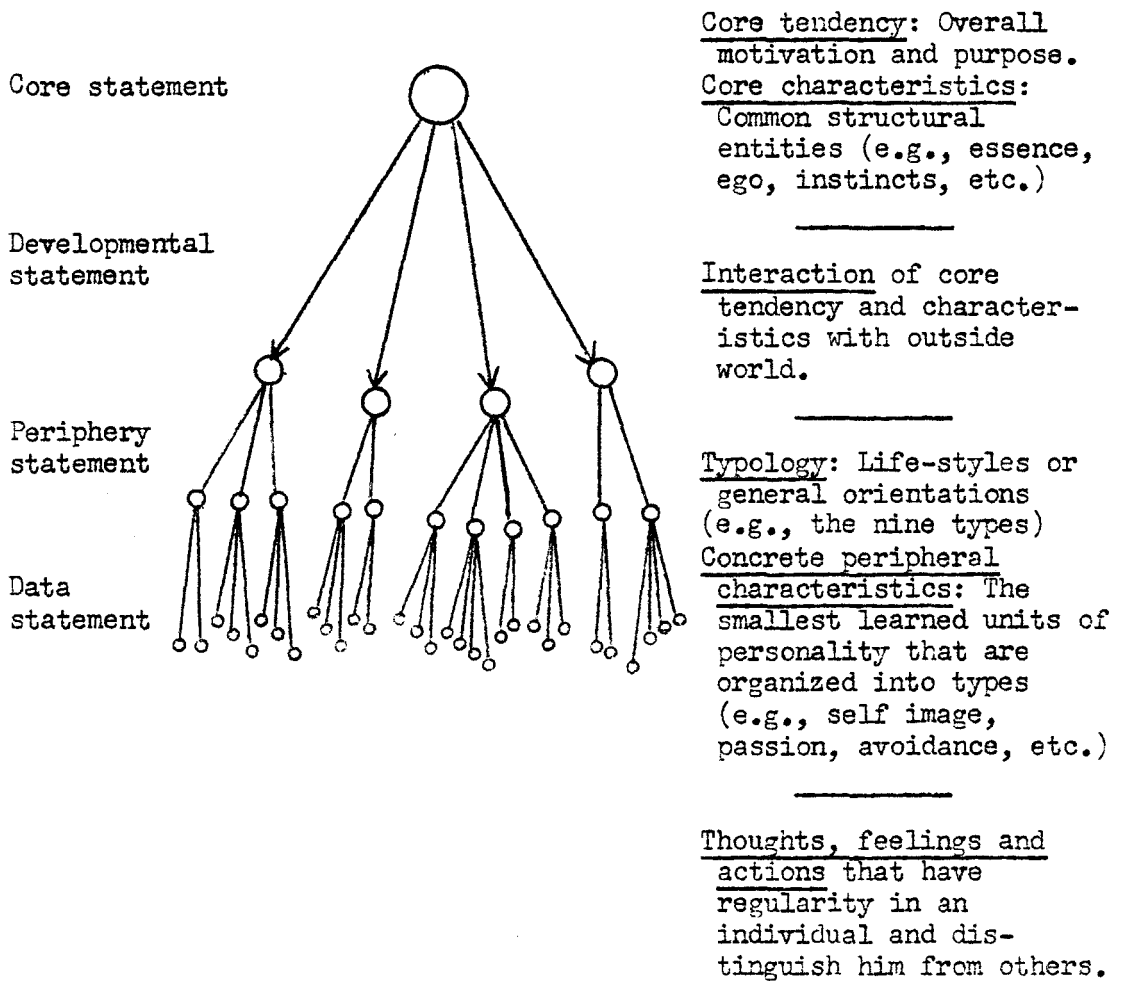 Core statement
Developmental
statement
Periphery
statement
Data
statement
Core tendency: Overall
motivation and purpose.
Core characteristics:
Common structural
entities (e.g., essence,
ego, instincts, etc.)
Interaction of core
tendency and character-
istics with outside
world.
Typology: Life-styles or
general orientations
(e.g., the nine types)
Concrete peripheral
characteristics: The
smallest learned units of
personality that are
organized into types
(e.g., self image,
passion, avoidance, etc.)
Thoughts, feelings and
actions that have
regularity in an
individual and dis-
tinguish him from others.